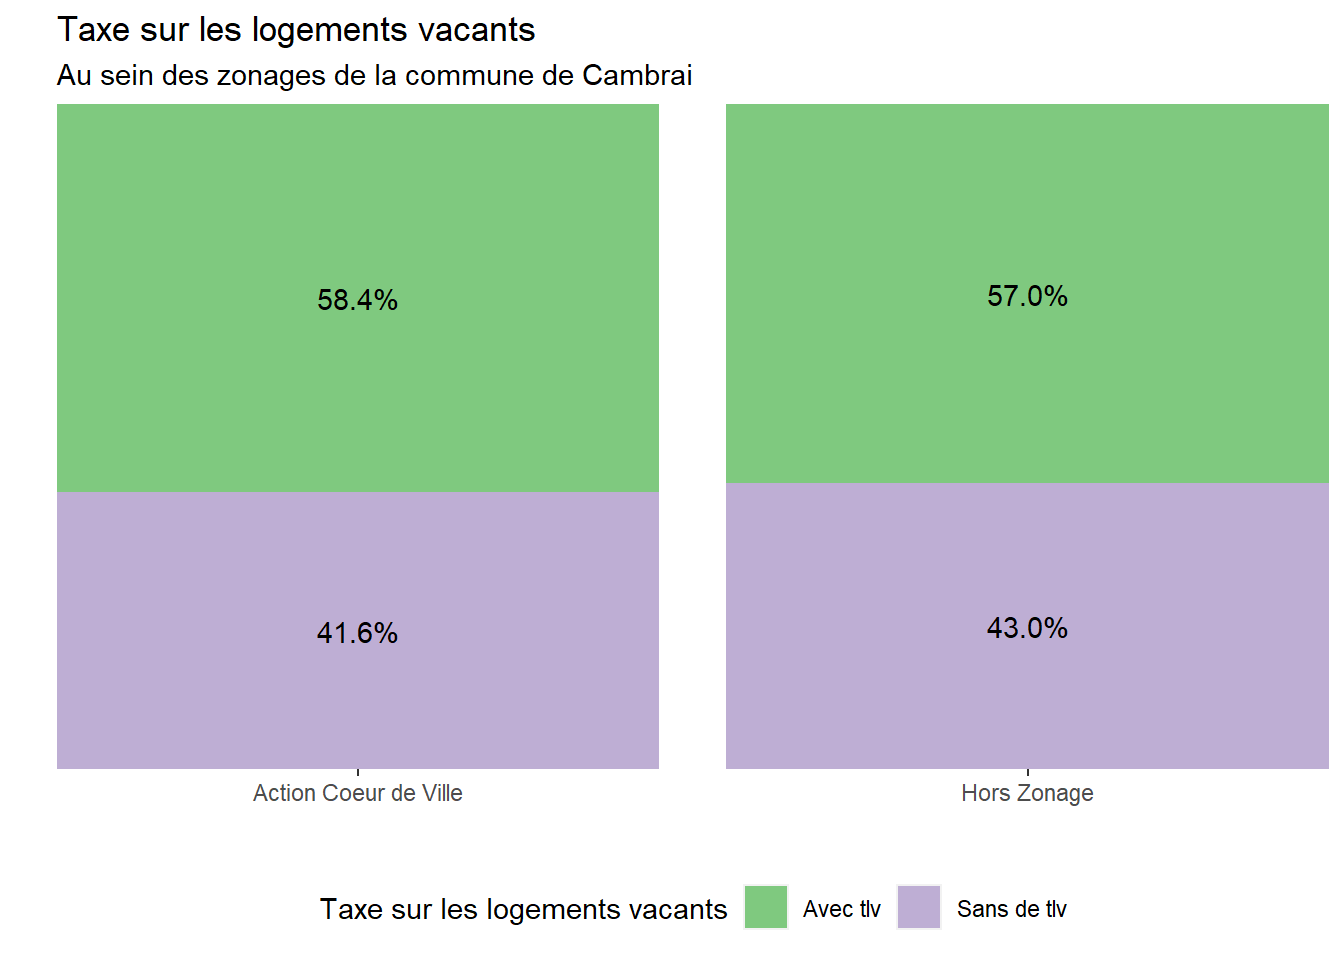 Taxe sur les logements vacants
Au sein des zonages de la commune de Cambrai
58.4%
57.0%
41.6%
43.0%
Action Coeur de Ville
Hors Zonage
Taxe sur les logements vacants Avec tlv Sans de tlv